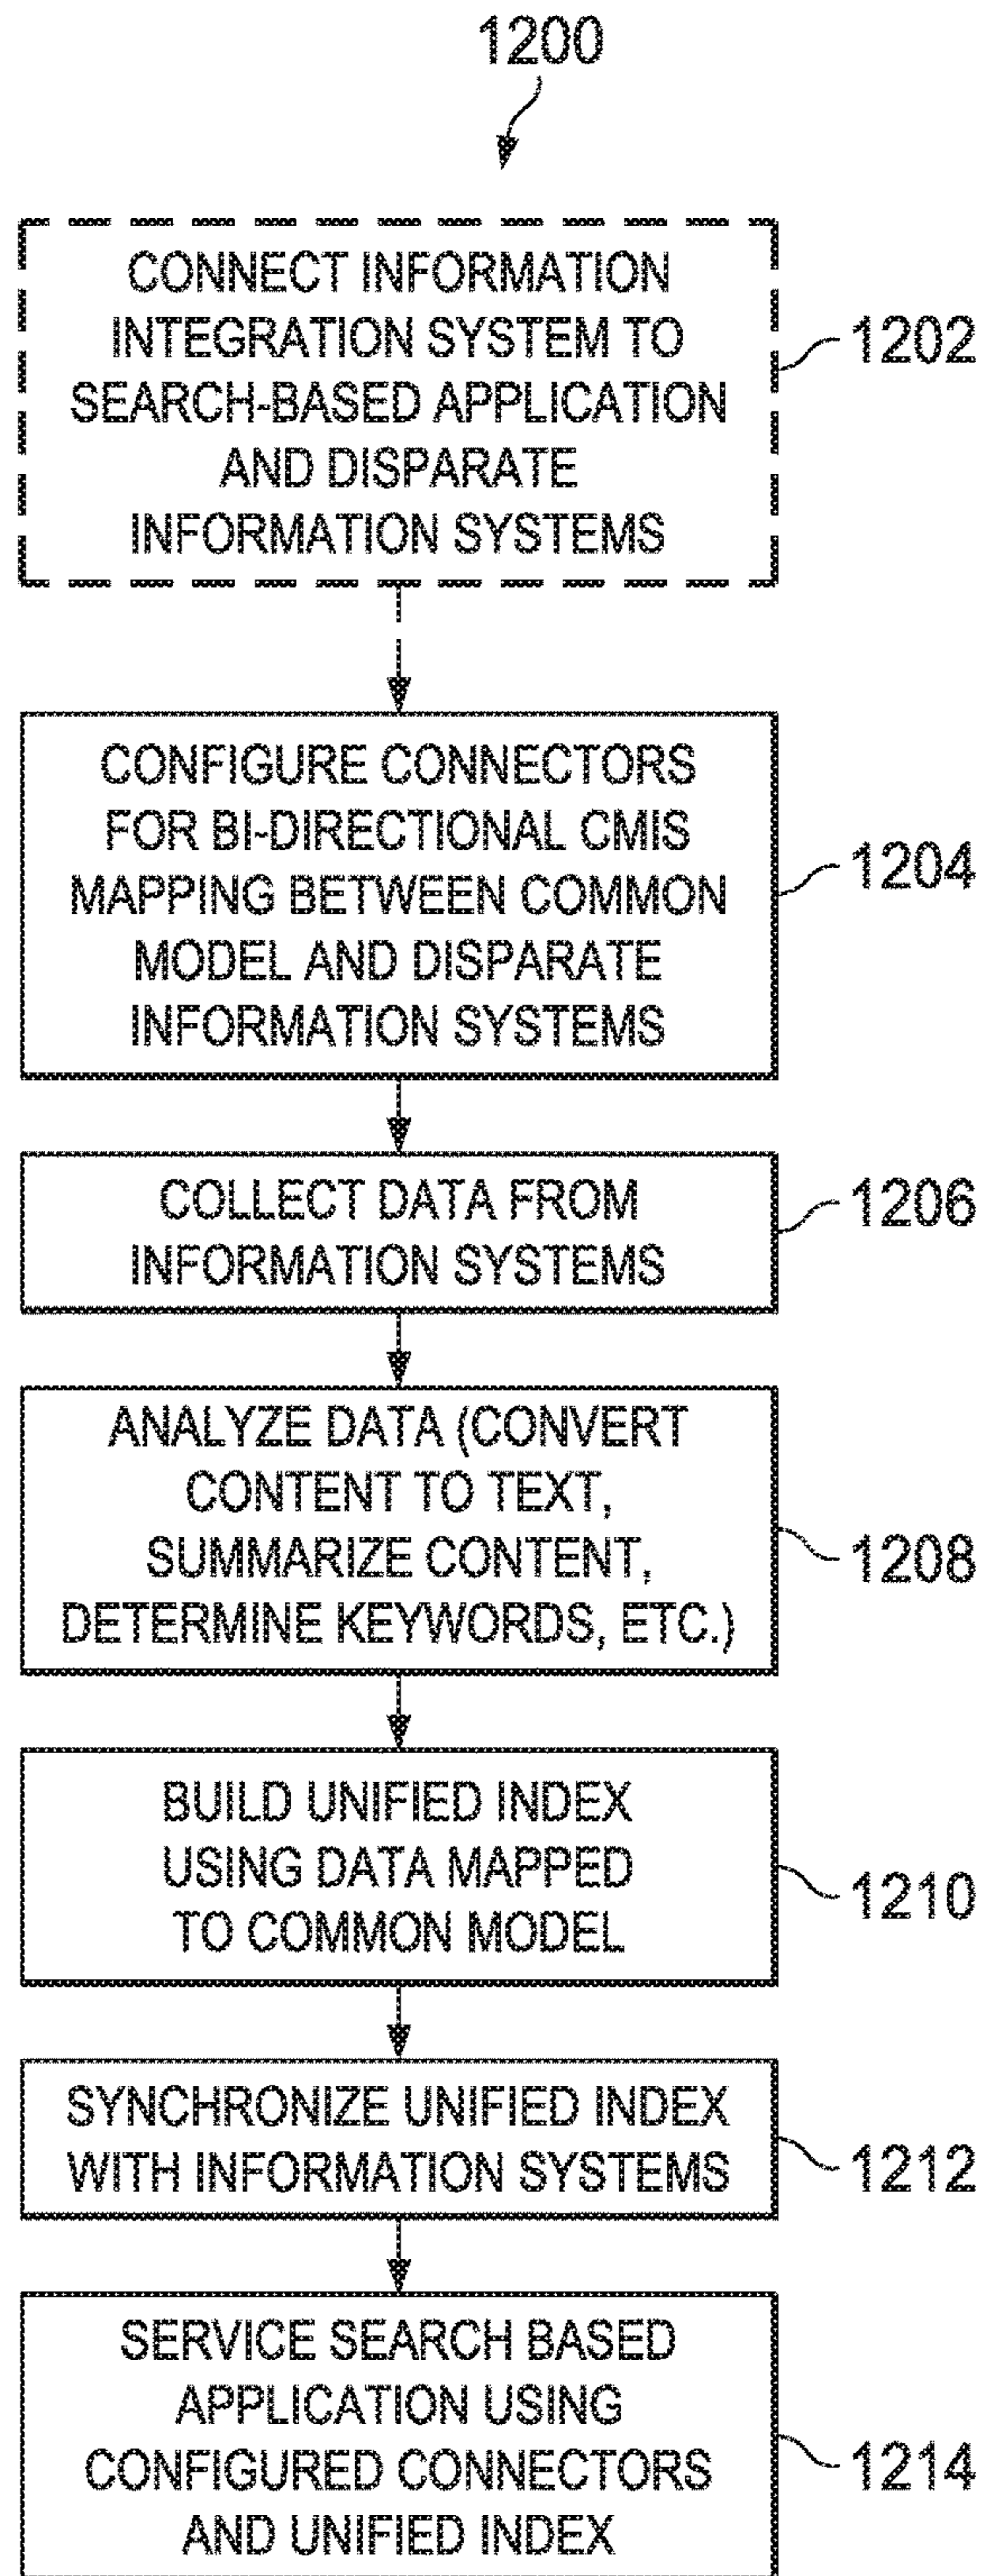 1200
CONNECT INFORMATION
INTEGRATION SYSTEM TO
SEARCH-BASED APPLICATION
AND DISPARATE
INFORMATION SYSTEMS
1202
CONFIGURE CONNECTORS
FOR BI-DIRECTIONAL CMIS
MAPPING BETWEEN COMMON
MODEL AND DISPARATE
INFORMATION SYSTEMS
1204
COLLECT DATA FROM
INFORMATION SYSTEMS
1206
ANALYZE DATA (CONVERT
CONTENT TO TEXT,
SUMMARIZE CONTENT,
DETERMINE KEYWORDS, ETC.)
1208
BUILD UNIFIED INDEX
USING DATA MAPPED
TO COMMON MODEL
1210
SYNCHRONIZE UNIFIED INDEX
WITH INFORMATION SYSTEMS
1212
SERVICE SEARCH BASED
APPLICATION USING
CONFIGURED CONNECTORS
AND UNIFIED INDEX
1214